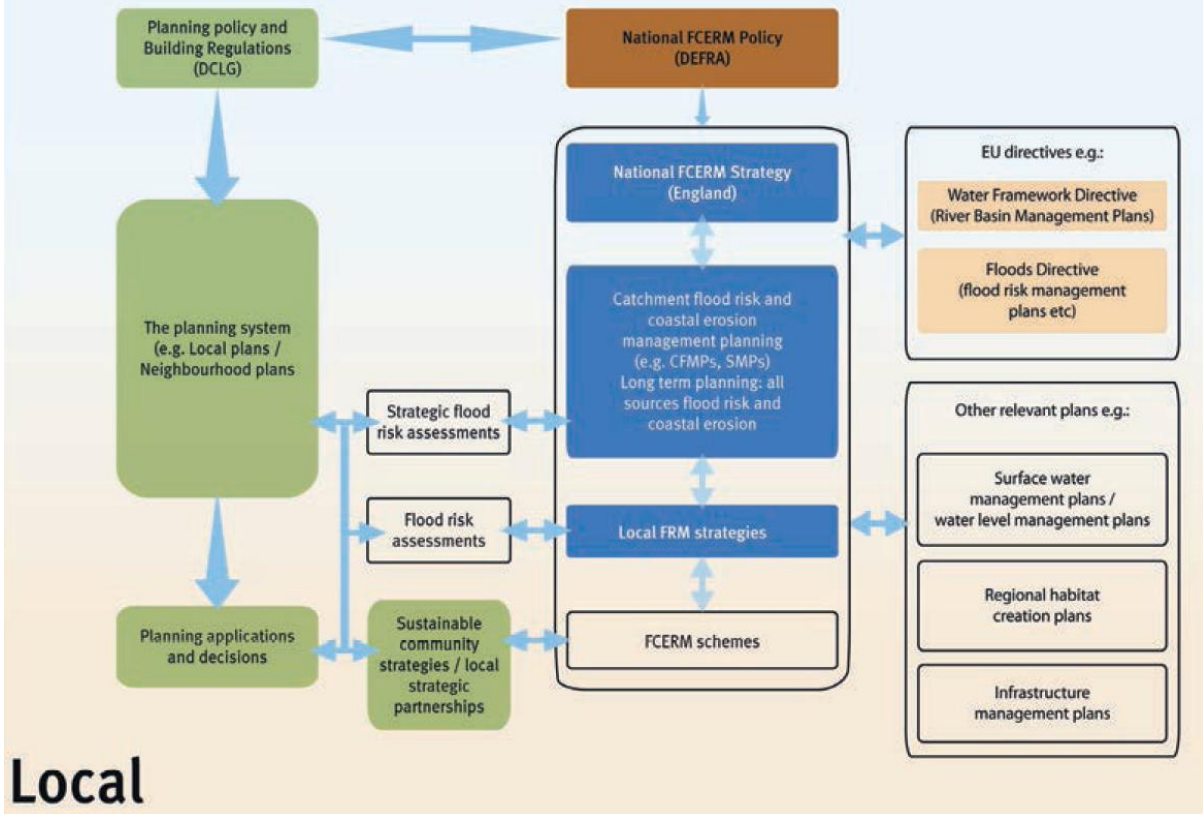 Planning policy and
Building Regulations
(DCLG)
National FCERM Policy
(DEFRA)
National FCERM Strategy
(England)
EU directives e.g.:
Water Framework Directive
(River Basin Management Plans)
Floods Directive
(flood risk management
plans etc)
The planning system
(e.g. Local plans /
Neighbourhood plans
Catchment flood risk and
coastal erosion
management planning
(e.g. CFMPs, SMPs)
Long term planning: all
sources flood risk and
coastal erosion
Strategic flood
risk assessments
Other relevant plans e.g.:
Surface water
management plans /
water level management plans
Flood risk
assessments
Local FRM strategies
Regional habitat
creation plans
Planning applications
and decisions
Sustainable
community
strategies / local
strategic
partnerships
FCERM schemes
Infrastructure
management plans
Local